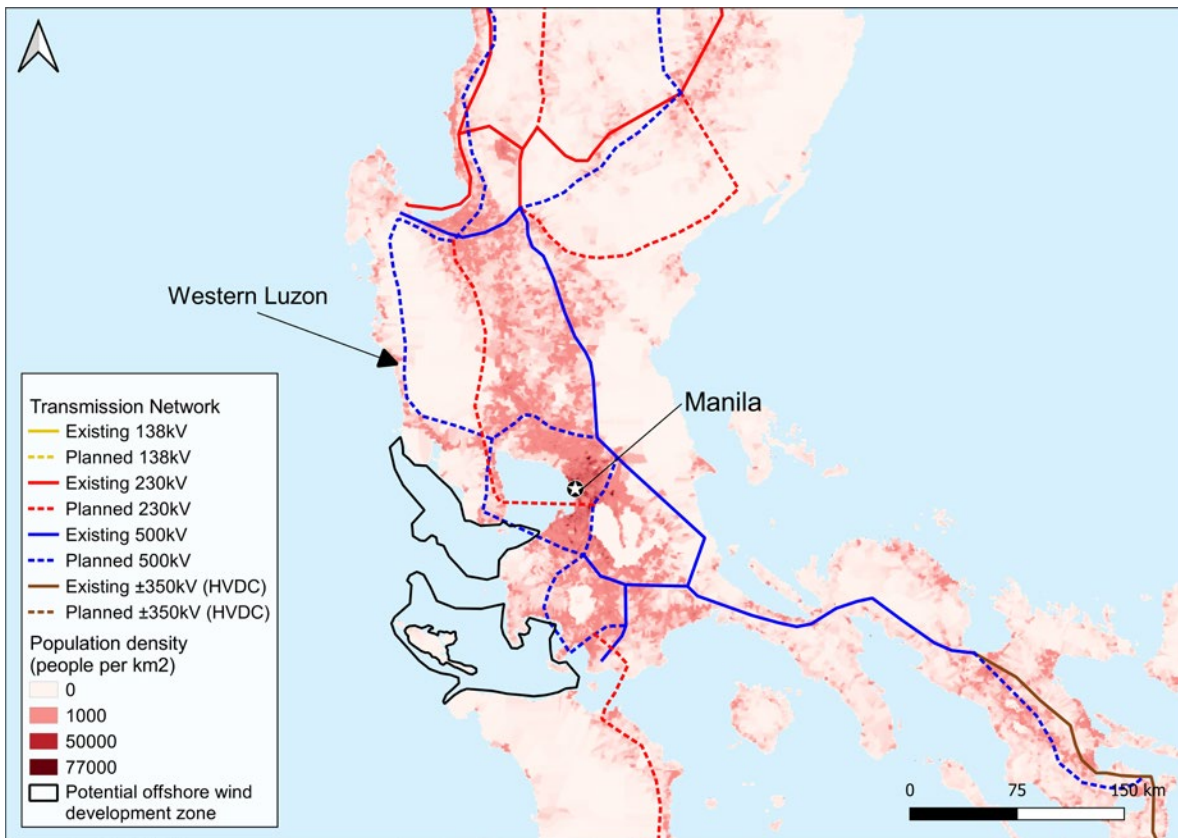 Western Luzon
Manila
Transmission Network
Existing 138kV
Planned 138kV
Existing 230kV
Planned 230kV
Existing 500kV
Planned 500kV
Existing ±350kV (HVDC)
Planned ±350kV (HVDC)
Population density
(people per km2)
0
1000
50000
77000
Potential offshore wind
development zone
0 75 150 km